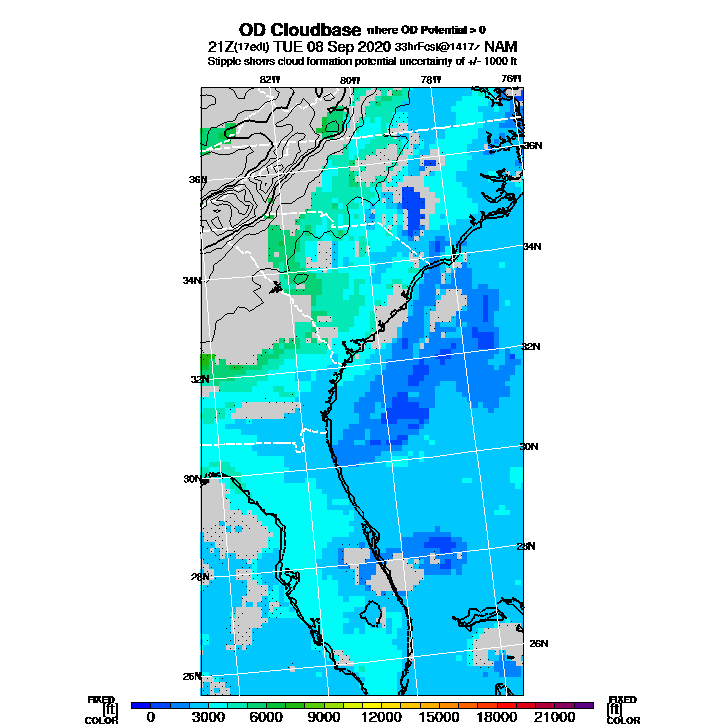 OD Cloudbase where OD Potential > 0
21Z(17edt) TUE 08 Sep 2020 33hrFcst@1417z NAM
Stipple shows cloud formation potential uncertainty of +/- 1000 ft
82W 80W 78W 76W
36N
36N
34N
34N
32N
32N
30N
30N
28N
28N
26N
26N
FIXED FIXED
[ft] [ft]
COLOR 0 3000 6000 9000 12000 15000 18000 21000 COLOR